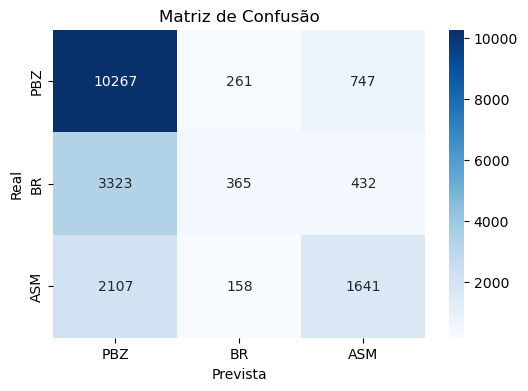 Matriz de Confusão
PBZ 10267 261 747
BR 3323 365 432
ASM 2107 158 1641
PBZ BR ASM
Real
Prevista
10000
8000
6000
4000
2000